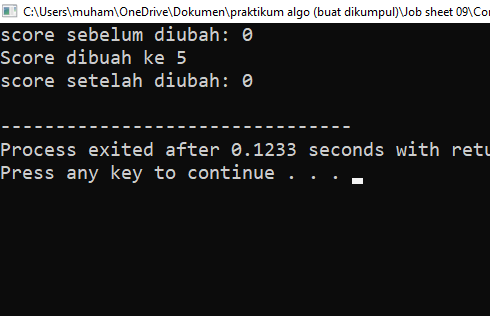 C:\Users\muham\OneDrive\Dokumen\praktikum algo (buat dikumpul)\Job sheet 09\Co
score sebelum diubah: 0
Score dibuah ke 5
score setelah diubah: 0
--------------------------------
Process exited after 0.1233 seconds with retu
Press any key to continue . . .